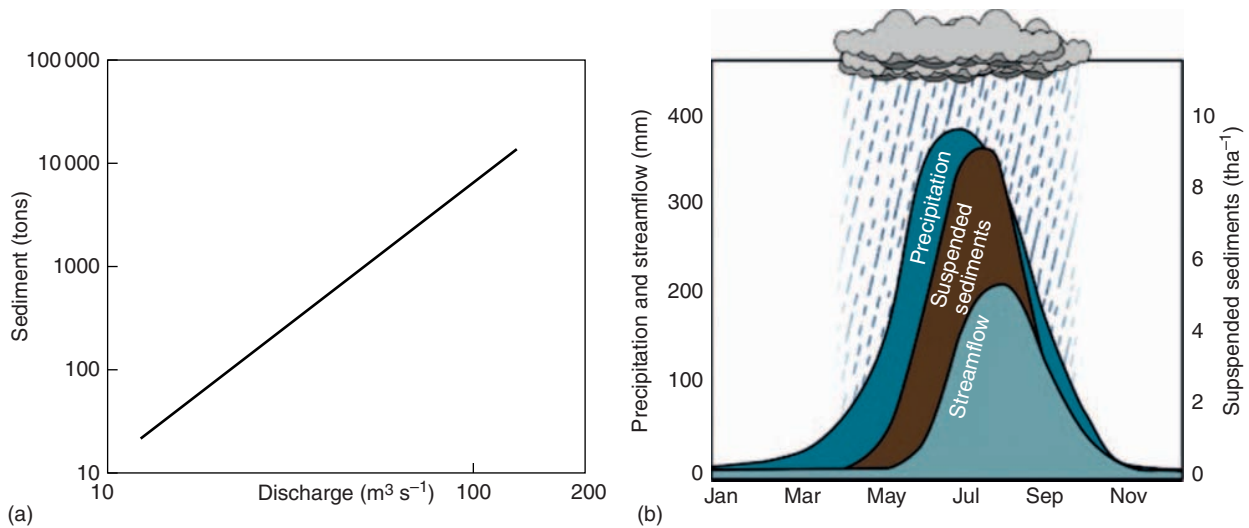 100 000
10 000
1000
100
10
Sediment (tons)
10
Discharge (m³ s⁻¹)
100
200
(a)
400
300
200
100
0
Precipitation and streamflow (mm)
Precipitation
Suspended
sediments
Streamflow
10
8
6
4
2
0
Supspended sediments (tha⁻¹)
Jan
Mar
May
Jul
Sep
Nov
(b)